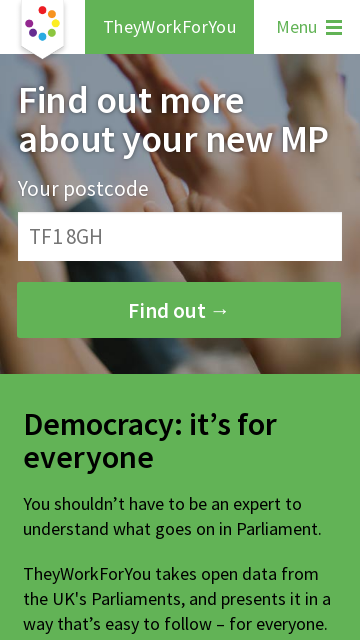 TheyWorkForYou
Menu
Find out more
about your new MP
Your postcode
TF1 8GH
Find out →
Democracy: it’s for
everyone
You shouldn’t have to be an expert to
understand what goes on in Parliament.
TheyWorkForYou takes open data from
the UK's Parliaments, and presents it in a
way that’s easy to follow – for everyone.